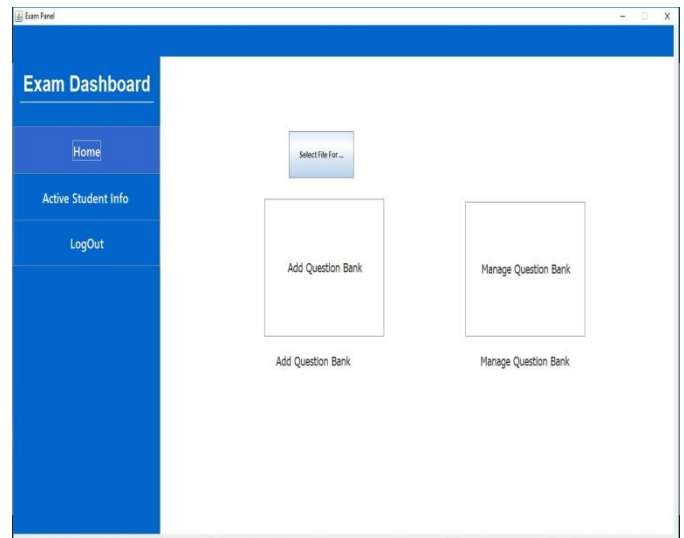 Exam Panel
Exam Dashboard
Home
Active Student Info
LogOut
Select File For ...
Add Question Bank
Manage Question Bank
Add Question Bank
Manage Question Bank